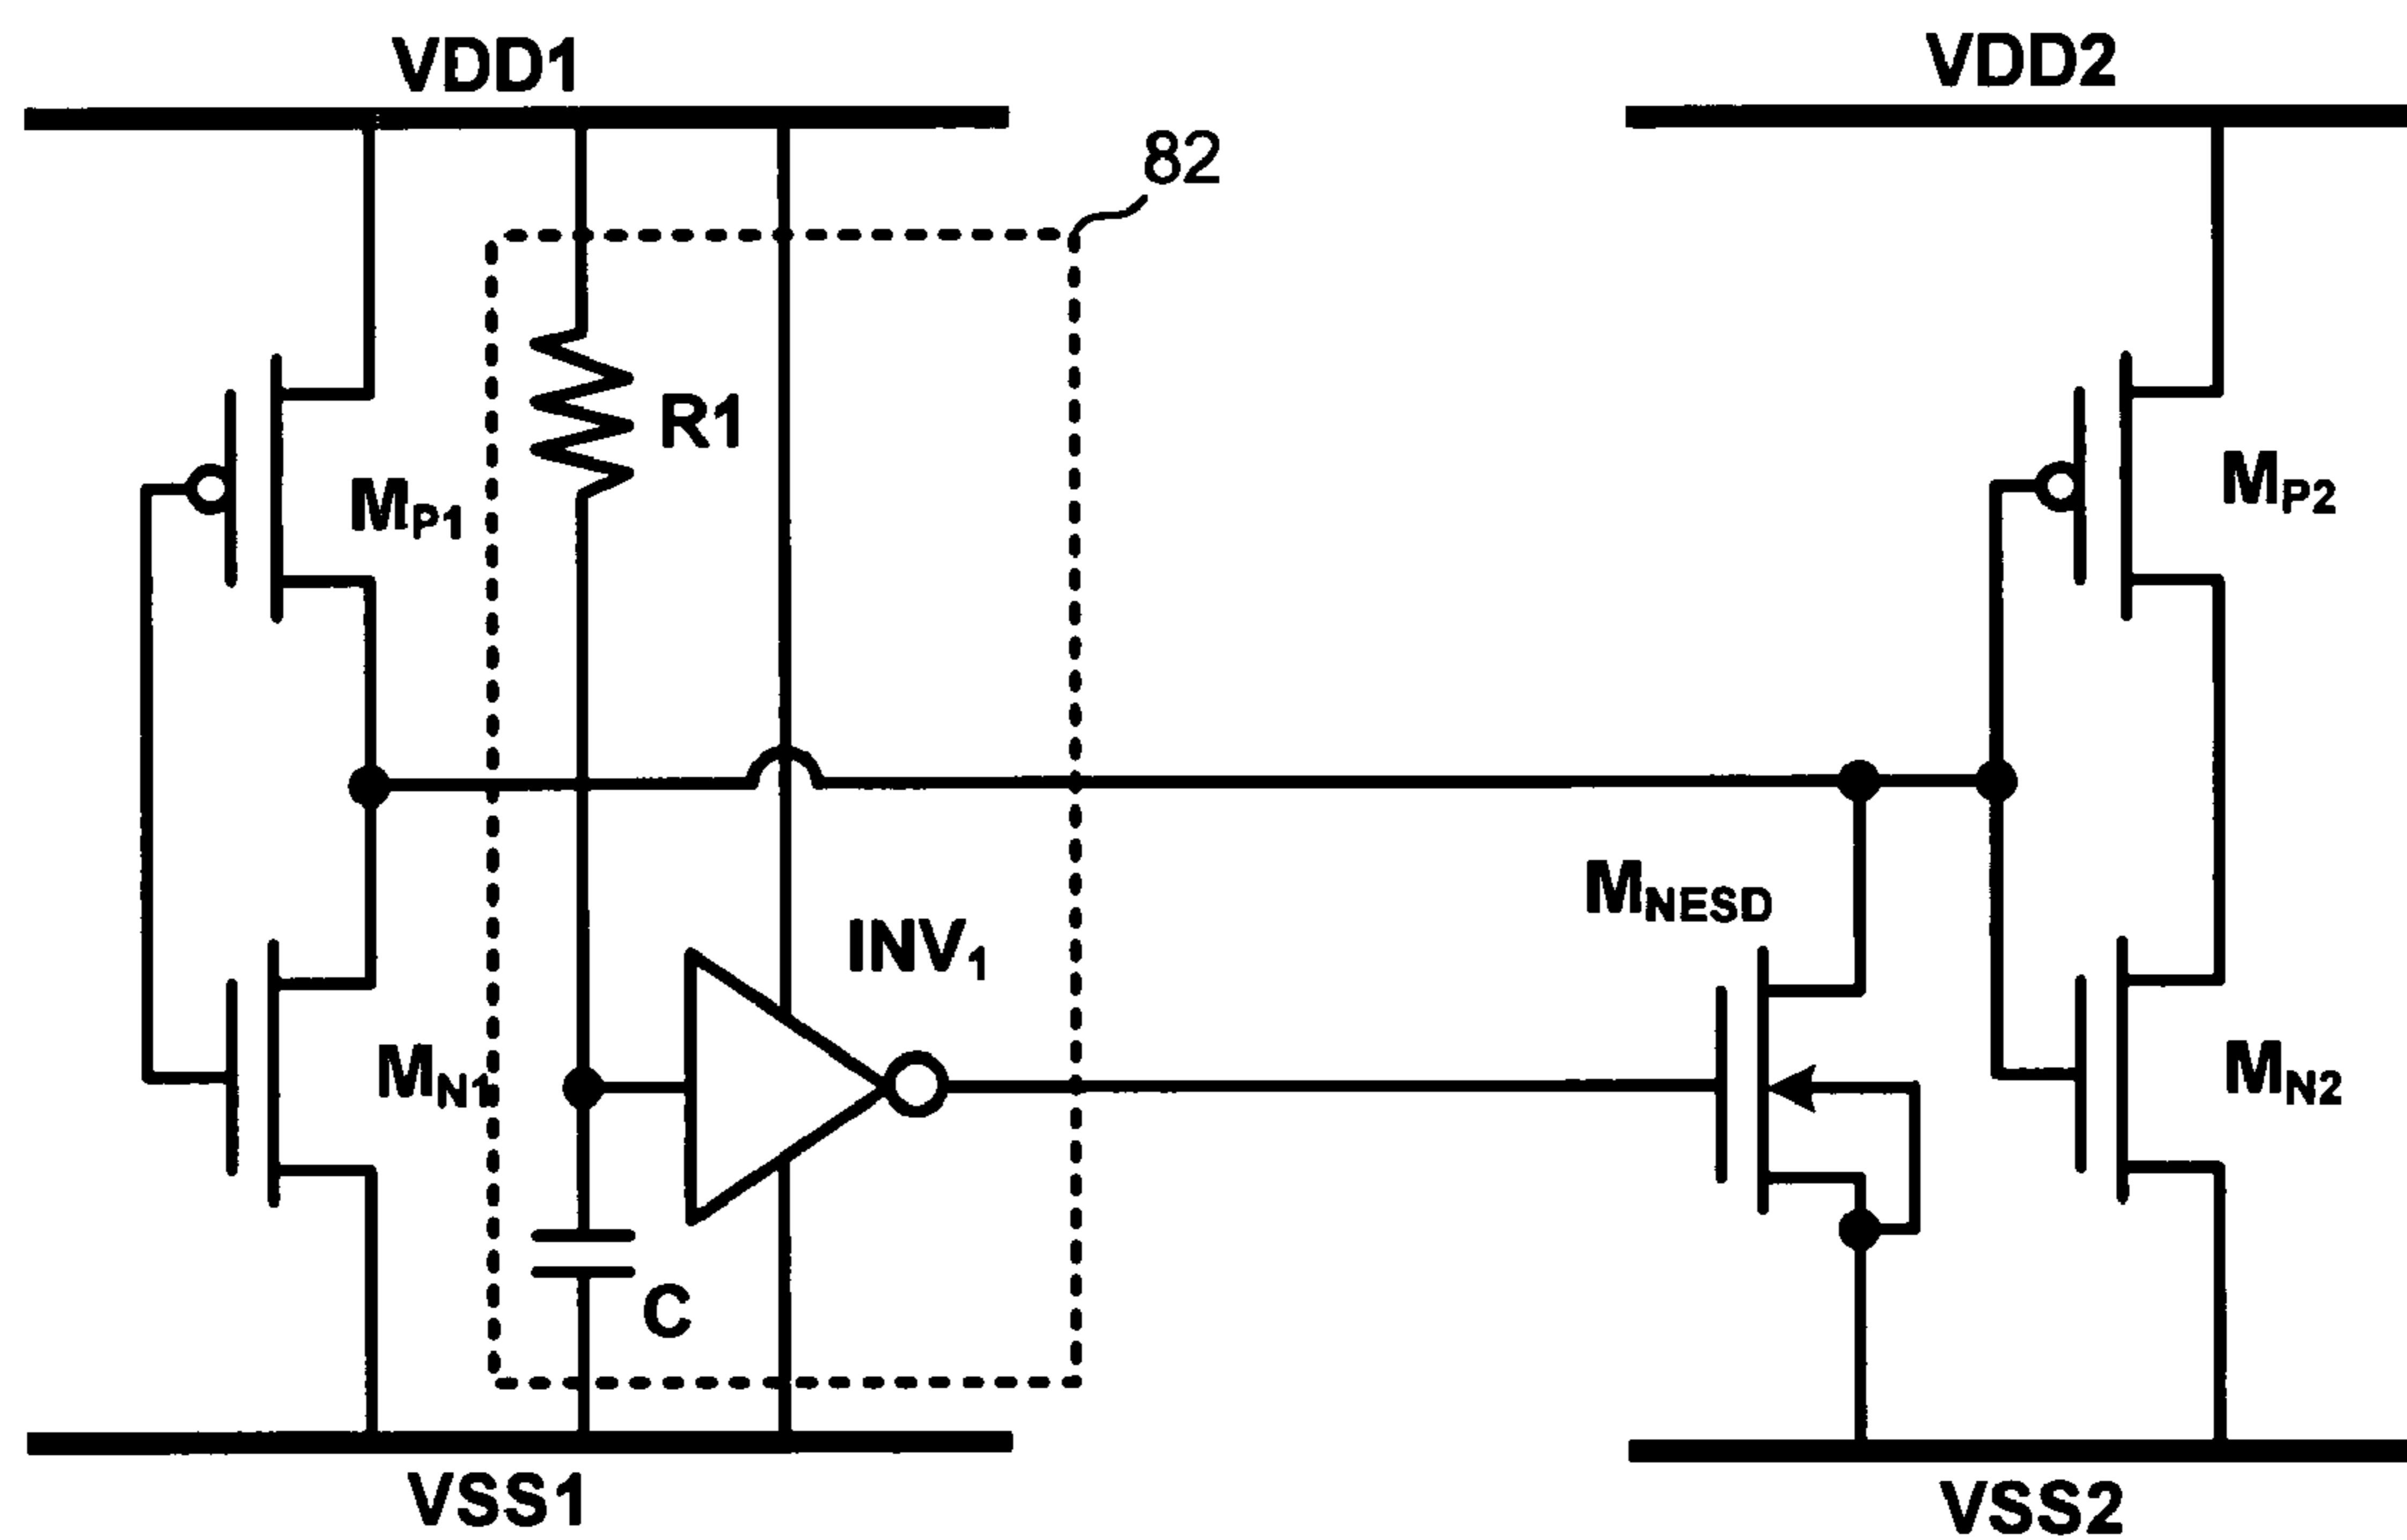 VDD1
VDD2
82
R1
MP1
MP2
MNESD
INV1
MN1
MN2
C
VSS1
VSS2